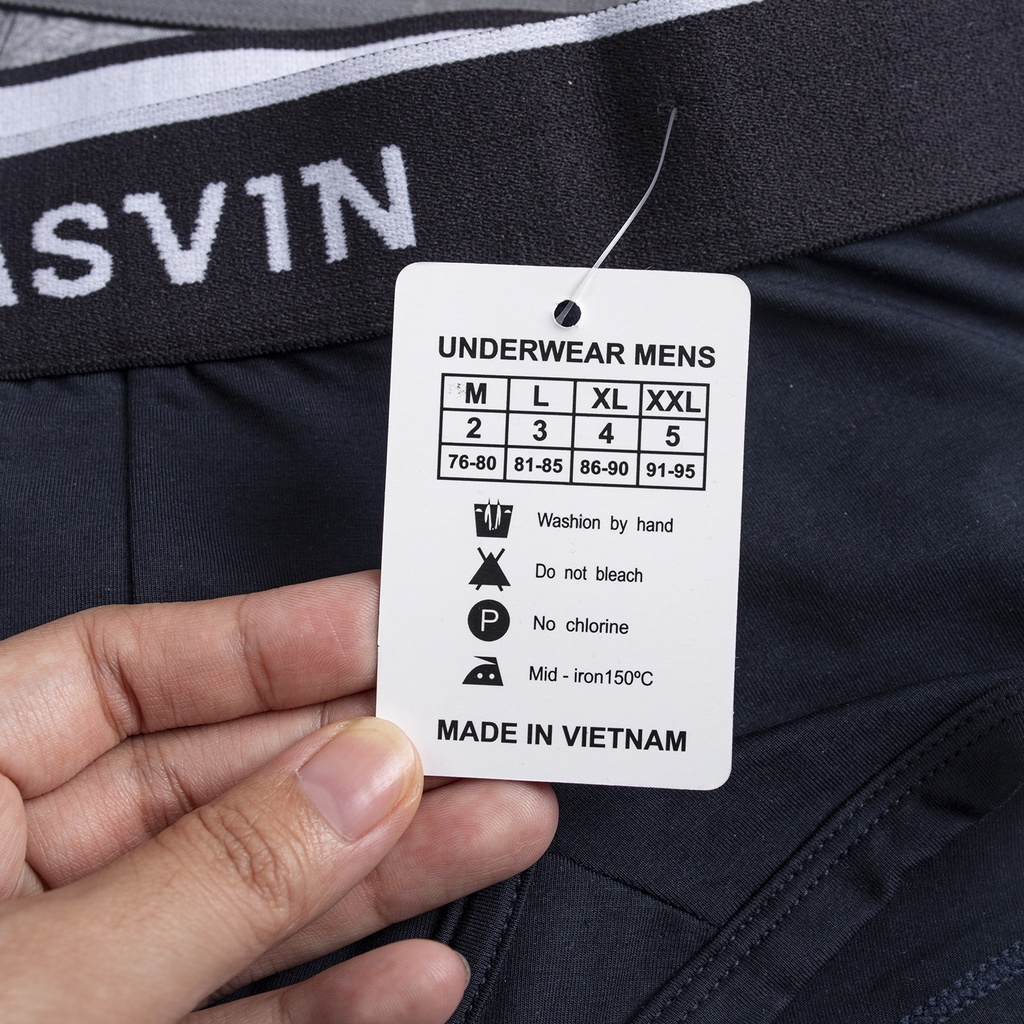 SVIN
UNDERWEAR MENS
M L XL XXL
2 3 4 5
76-80 81-85 86-90 91-95
Washion by hand
Do not bleach
P No chlorine
Mid - iron150ºC
MADE IN VIETNAM